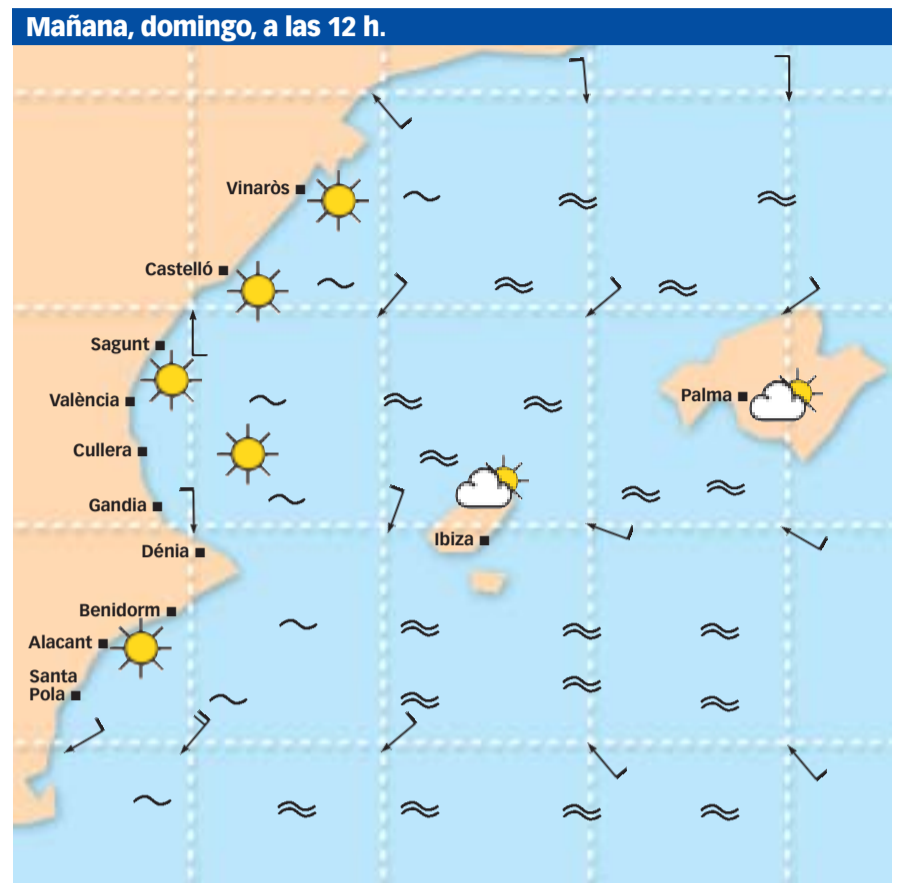 Mañana, domingo, a las 12 h.
Vinaròs
Castelló
Sagunt
València
Palma
Cullera
Gandia
Ibiza
Dénia
Benidorm
Alacant
Santa
Pola